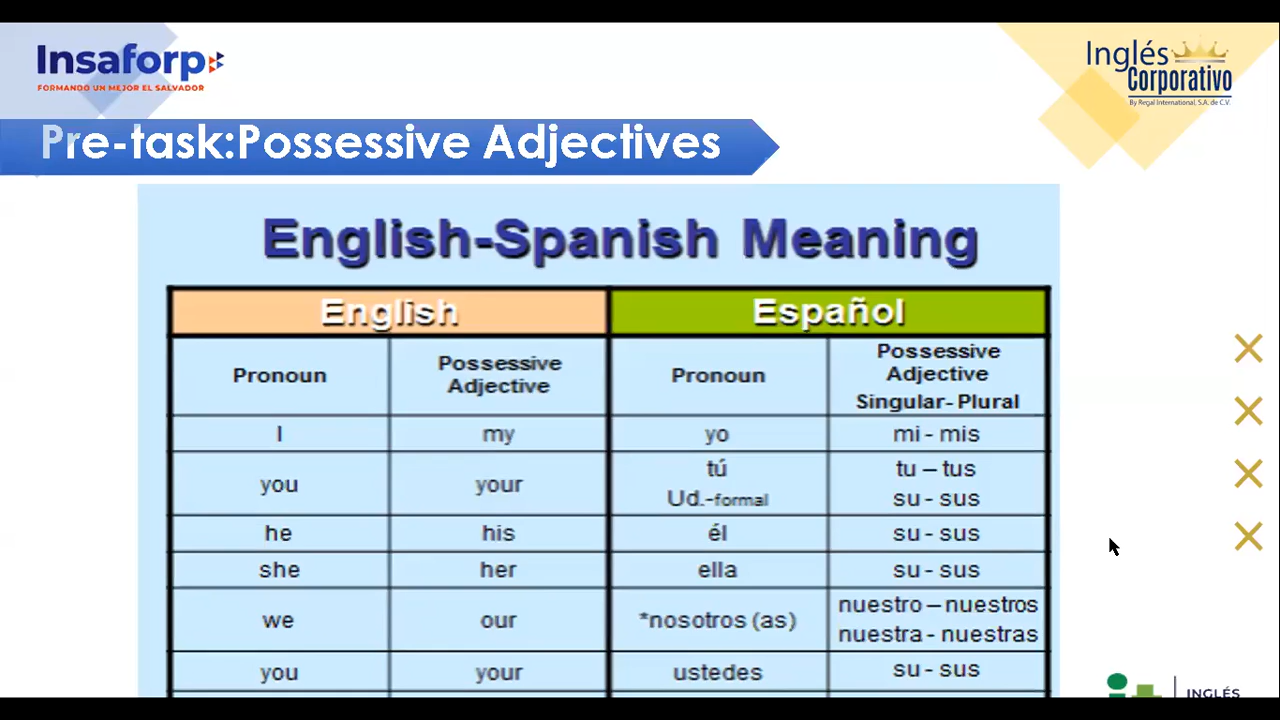 Insaforp
FORMANDO UN MEJOR EL SALVADOR
Inglés
Corporativo
By Regal International, S.A. de C.V.
Pre-task:Possessive Adjectives
English-Spanish Meaning
English Español
Pronoun Possessive Adjective Pronoun Possessive Adjective Singular- Plural
I my yo mi - mis
you your tú tu – tus
Ud.-formal su - sus
he his él su - sus
she her ella su - sus
we our *nosotros (as) nuestro – nuestros
nuestra - nuestras
you your ustedes su - sus
INGLÉS